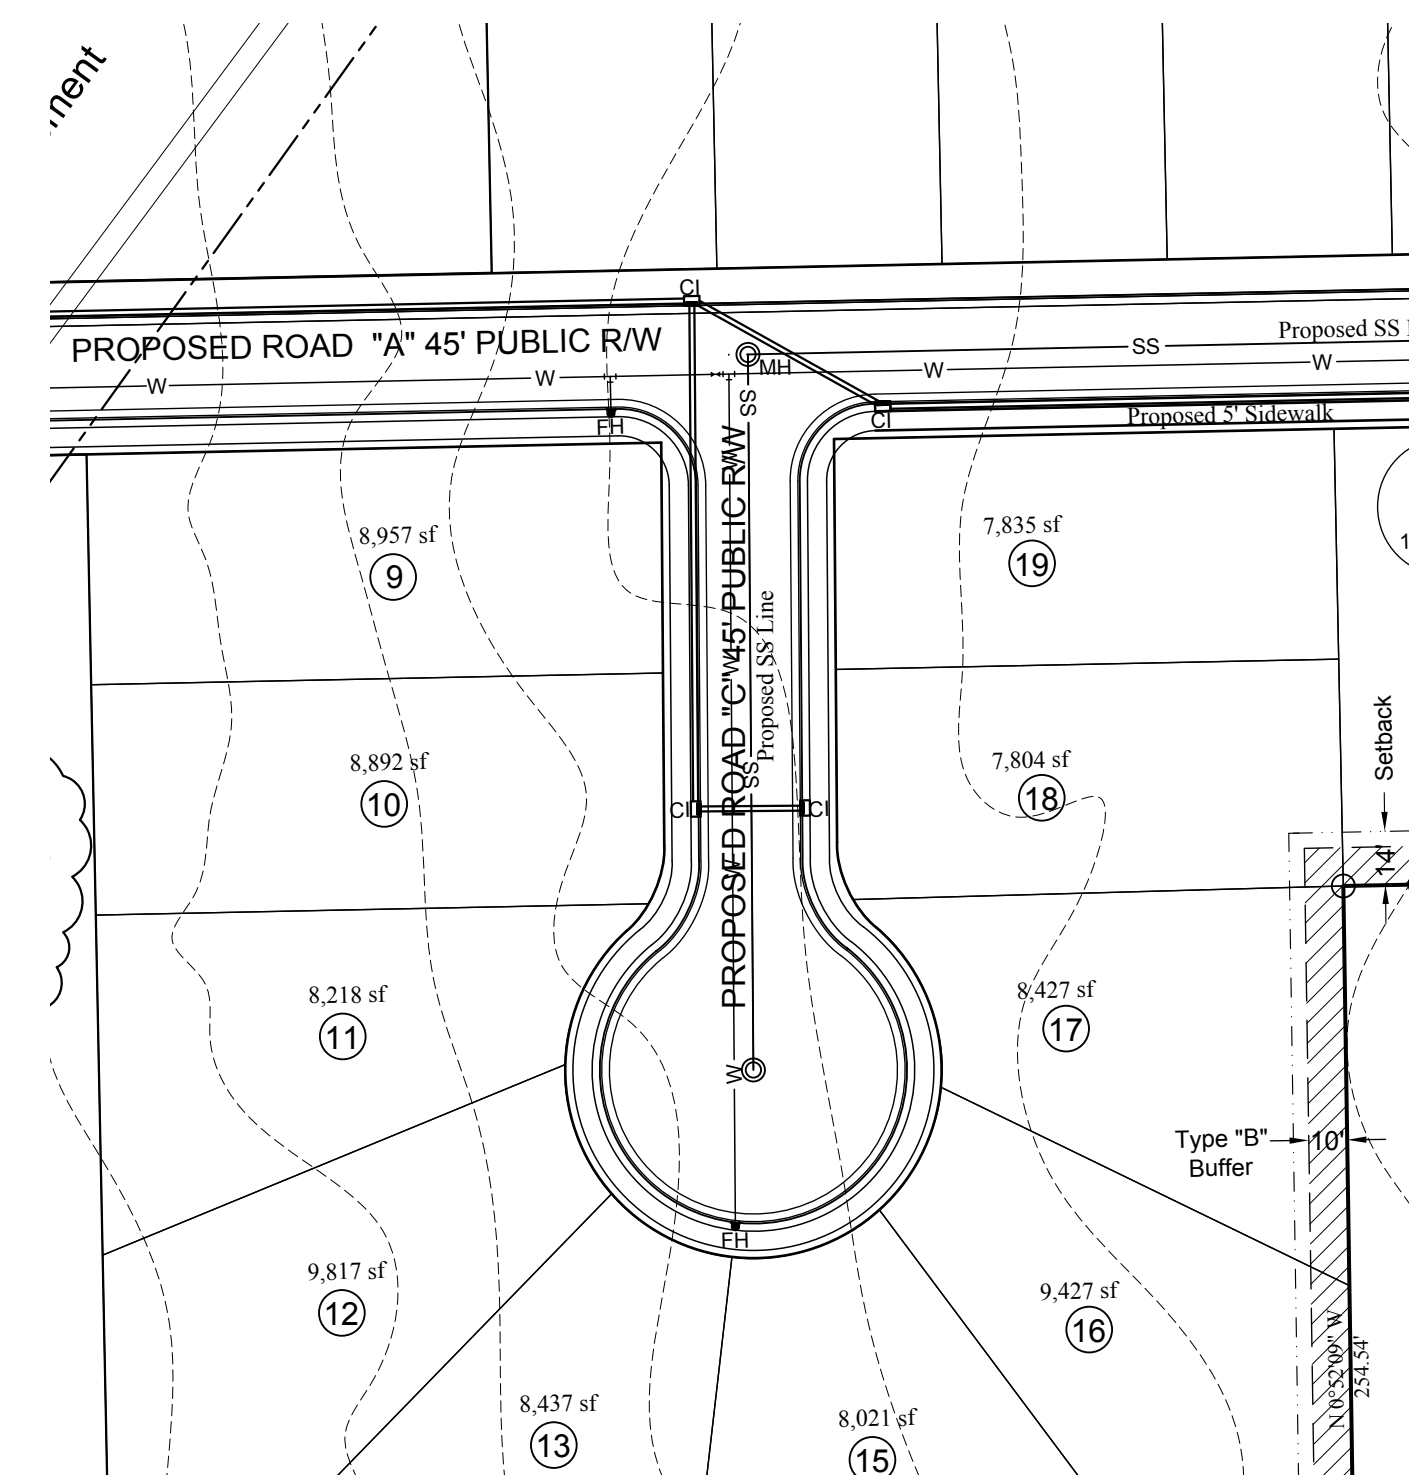 CI
PROPOSED ROAD "A" 45' PUBLIC R/W
MH
SS
Proposed SS
W
W
W
W
FH
CI
Proposed 5' Sidewalk
SS
W
PROPOSED ROAD "C" 45' PUBLIC R/W
Proposed SS Line
W
SS
W
W
8,957 sf
9
7,835 sf
19
8,892 sf
10
7,804 sf
18
CI
CI
Setback
14'
8,218 sf
11
8,427 sf
17
Type "B"
Buffer
10'
FH
9,817 sf
12
9,427 sf
16
N 0°52'09" W
254.54'
8,437 sf
13
8,021 sf
15